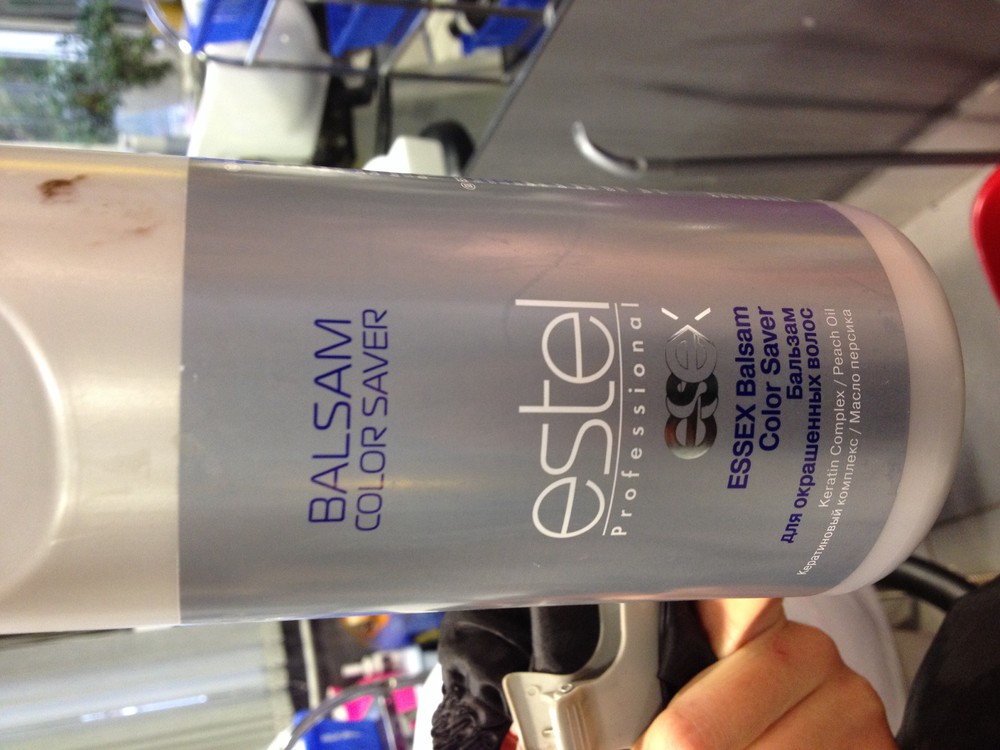 BALSAM
COLOR SAVER
estel
Professional
essex
ESSEX Balsam
Color Saver
Бальзам
для окрашенных волос
Keratin Complex / Peach Oil
Кератиновый комплекс / Масло персика